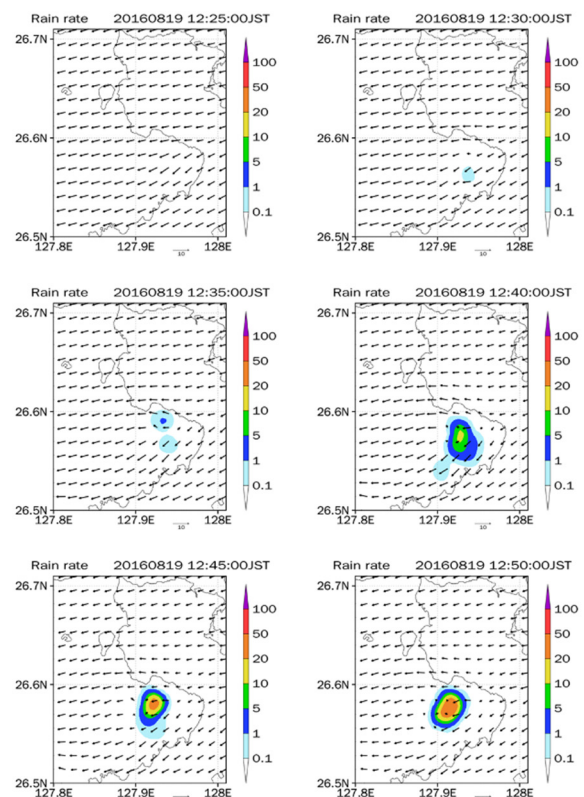 Rain rate 20160819 12:25:00JST
26.7N
26.6N
26.5N
127.8E 127.9E 128E
10
100
50
20
10
5
1
0.1
Rain rate 20160819 12:30:00JST
26.7N
26.6N
26.5N
127.8E 127.9E 128E
10
100
50
20
10
5
1
0.1
Rain rate 20160819 12:35:00JST
26.7N
26.6N
26.5N
127.8E 127.9E 128E
10
100
50
20
10
5
1
0.1
Rain rate 20160819 12:40:00JST
26.7N
26.6N
26.5N
127.8E 127.9E 128E
10
100
50
20
10
5
1
0.1
Rain rate 20160819 12:45:00JST
26.7N
26.6N
26.5N
127.8E 127.9E 128E
10
100
50
20
10
5
1
0.1
Rain rate 20160819 12:50:00JST
26.7N
26.6N
26.5N
127.8E 127.9E 128E
10
100
50
20
10
5
1
0.1